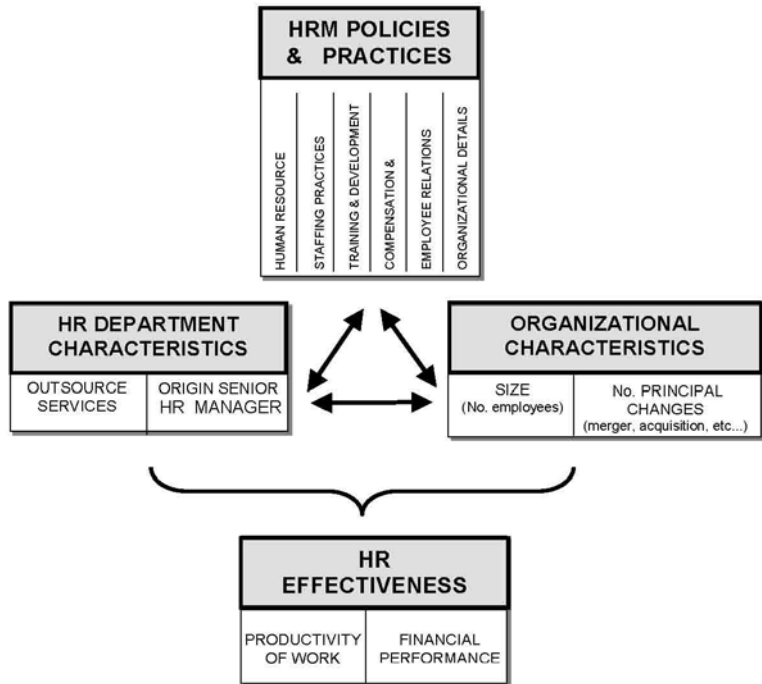 HRM POLICIES
& PRACTICES
HUMAN RESOURCE
STAFFING PRACTICES
TRAINING & DEVELOPMENT
COMPENSATION &
EMPLOYEE RELATIONS
ORGANIZATIONAL DETAILS
HR DEPARTMENT
CHARACTERISTICS
OUTSOURCE
SERVICES
ORIGIN SENIOR
HR MANAGER
ORGANIZATIONAL
CHARACTERISTICS
SIZE
(No. employees)
No. PRINCIPAL
CHANGES
(merger, acquisition, etc...)
HR
EFFECTIVENESS
PRODUCTIVITY
OF WORK
FINANCIAL
PERFORMANCE